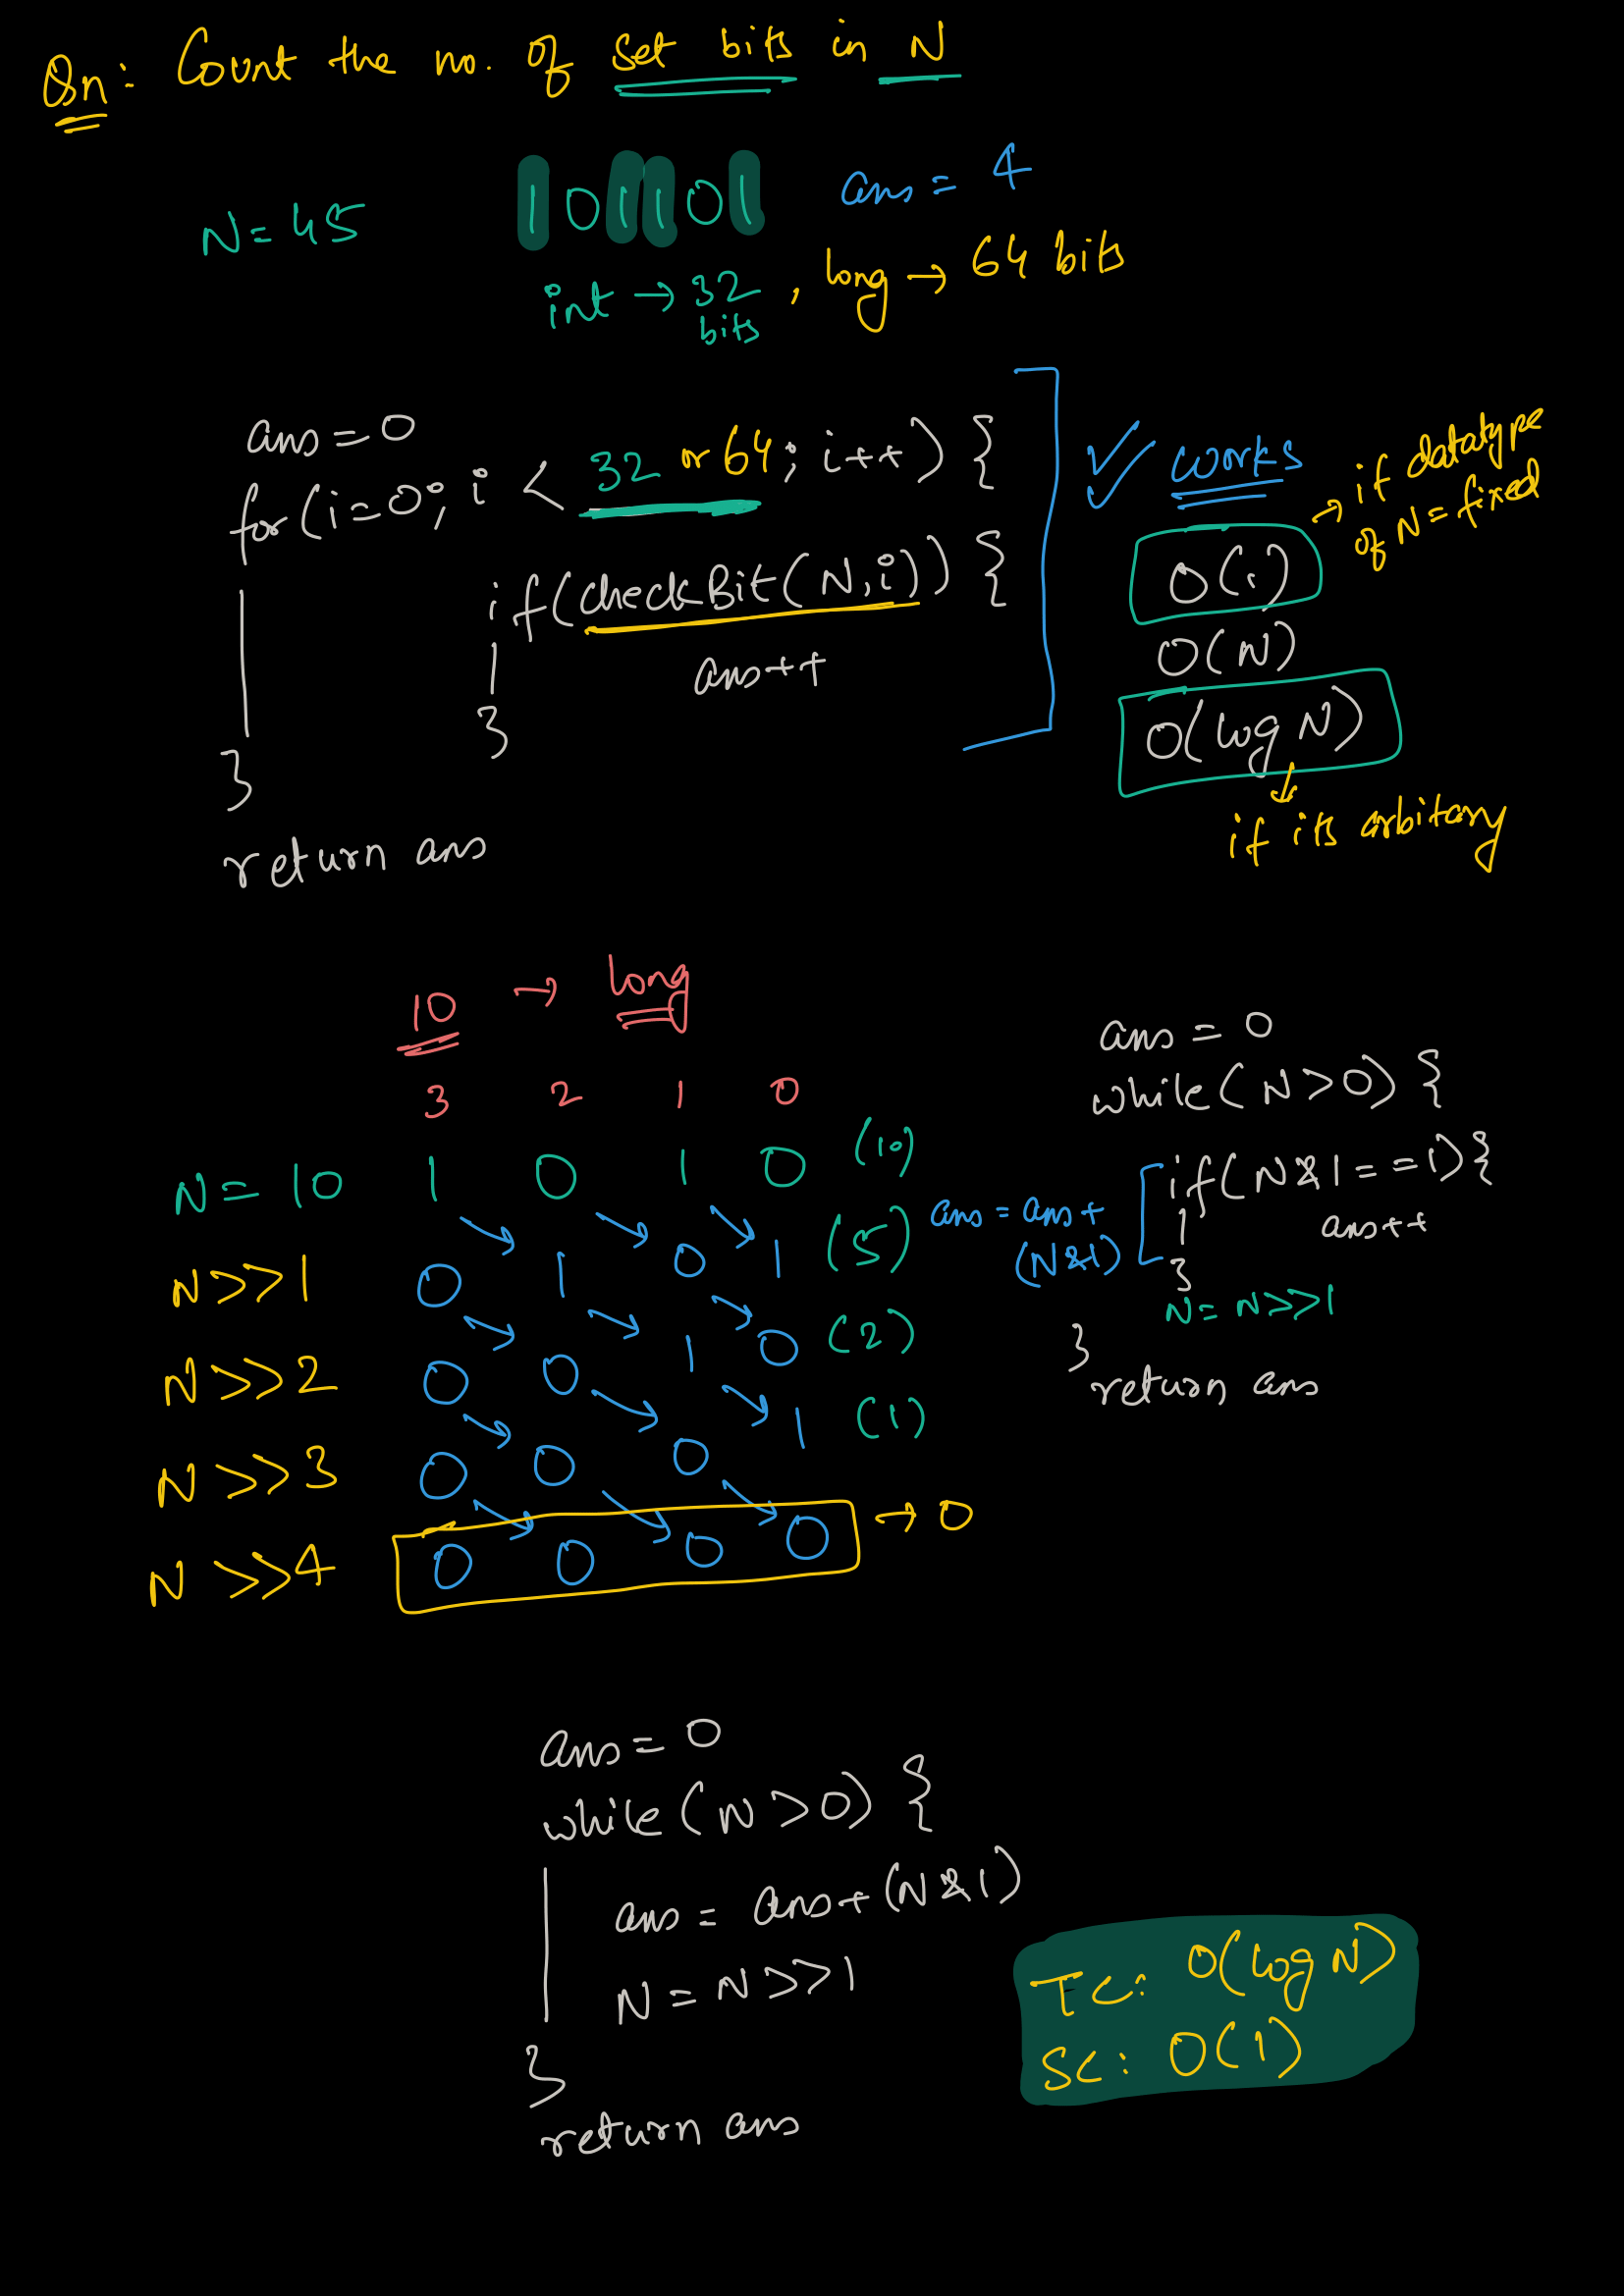 Qn: Count the no. of set bits in N
N = 45 101101 ans = 4
int → 32 bits, long → 64 bits
ans = 0
for(i=0; i < 32 or 64; i++) {
if(checkBit(N,i)) {
ans++
}
}
return ans
works
O(1) → if datatype of N = fixed
O(N)
O(log N)
↓
if its arbitary
10 → long
3 2 1 0
N = 10 1 0 1 0 (10)
N>>1 0 1 0 1 (5)
N>>2 0 0 1 0 (2)
N>>3 0 0 0 1 (1)
N>>4 0 0 0 0 → 0
ans = 0
while(N>0) {
if(N&1==1){
ans++
}
ans = ans + (N&1)
N = N>>1
}
return ans
ans = 0
while(N>0) {
ans = ans+(N&1)
N = N>>1
}
return ans
TC: O(log N)
SC: O(1)